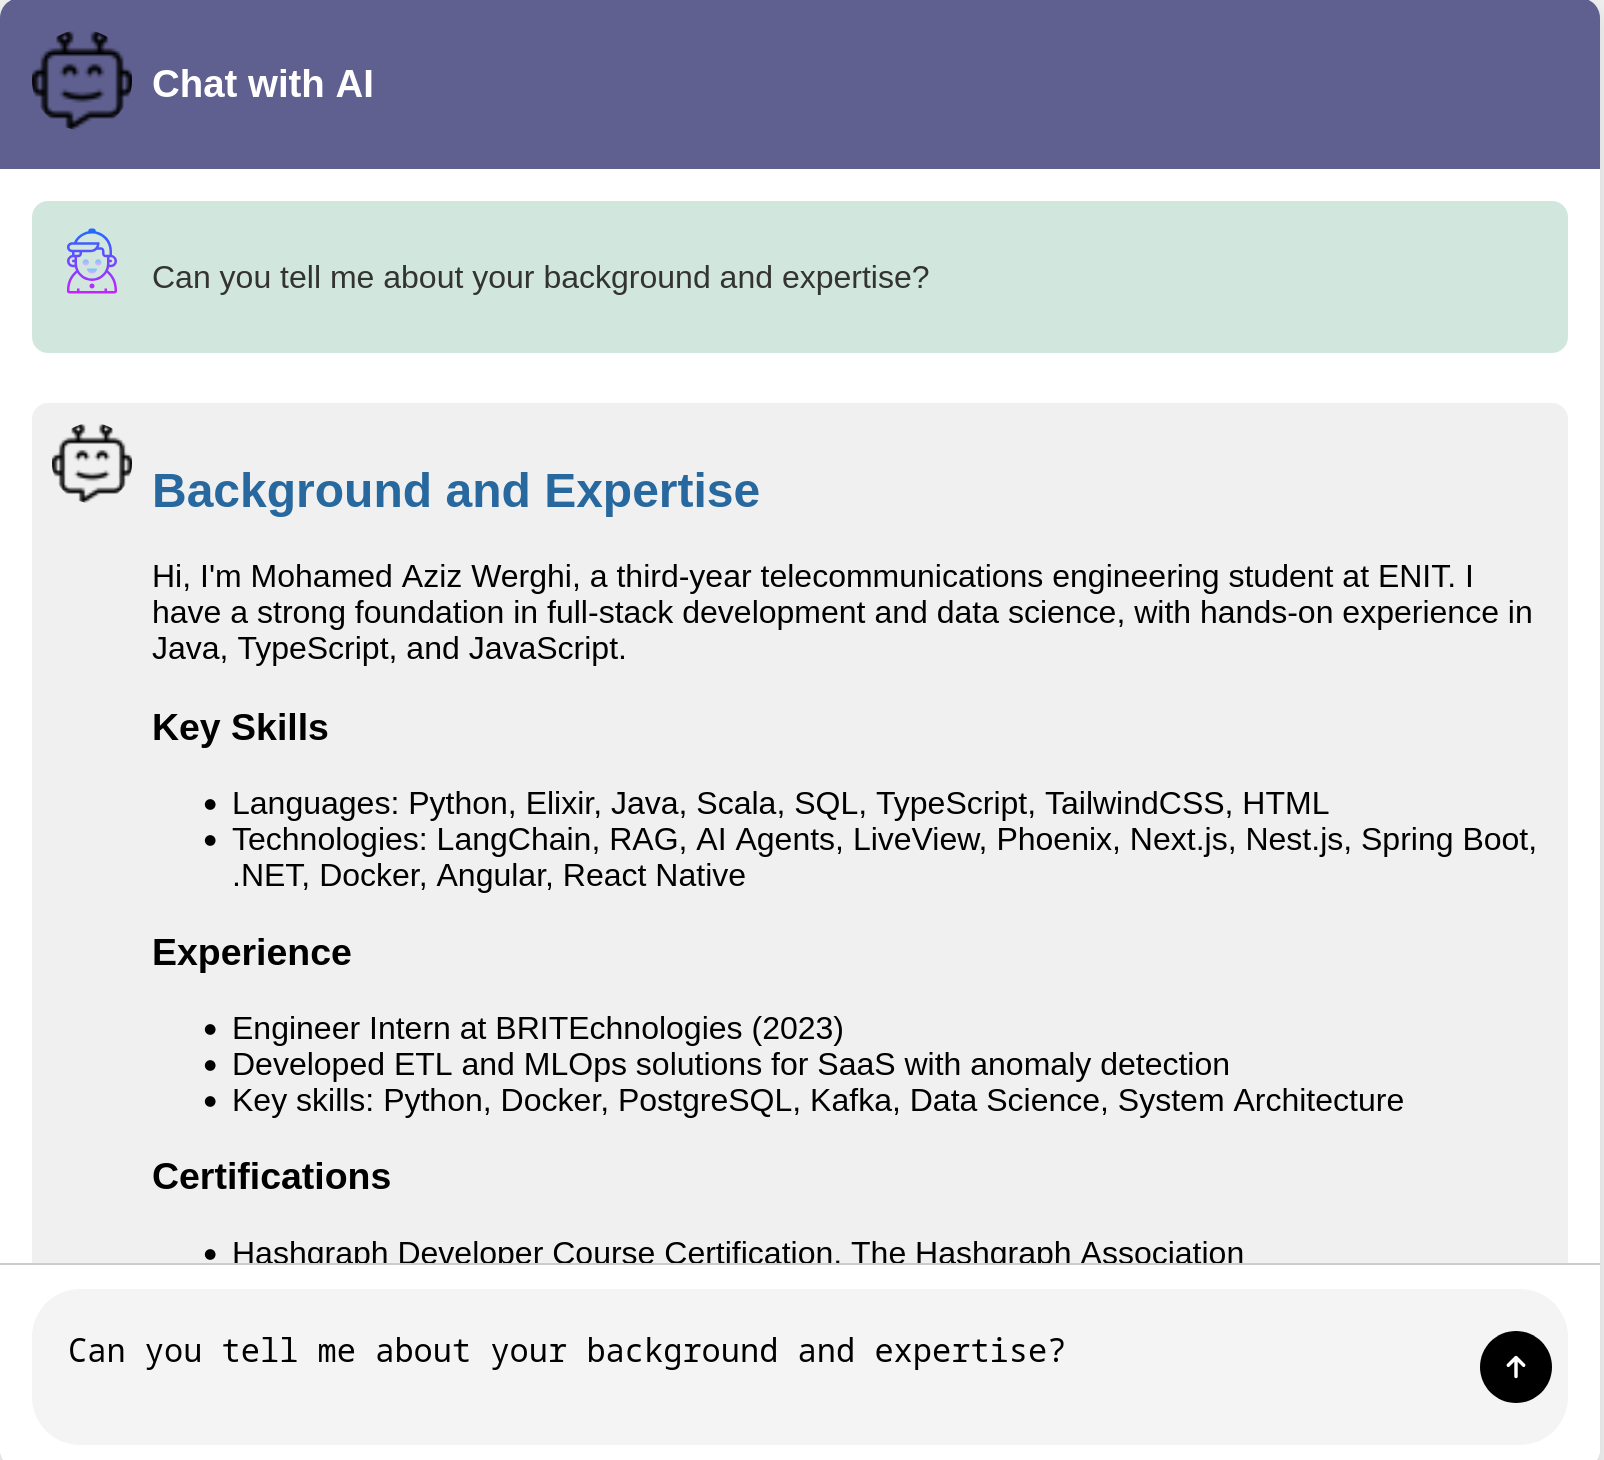 Chat with AI
Can you tell me about your background and expertise?
Background and Expertise
Hi, I'm Mohamed Aziz Werghi, a third-year telecommunications engineering student at ENIT. I
have a strong foundation in full-stack development and data science, with hands-on experience in
Java, TypeScript, and JavaScript.
Key Skills
• Languages: Python, Elixir, Java, Scala, SQL, TypeScript, TailwindCSS, HTML
• Technologies: LangChain, RAG, AI Agents, LiveView, Phoenix, Next.js, Nest.js, Spring Boot,
.NET, Docker, Angular, React Native
Experience
• Engineer Intern at BRITEchnologies (2023)
• Developed ETL and MLOps solutions for SaaS with anomaly detection
• Key skills: Python, Docker, PostgreSQL, Kafka, Data Science, System Architecture
Certifications
• Hashgraph Developer Course Certification, The Hashgraph Association
Can you tell me about your background and expertise?